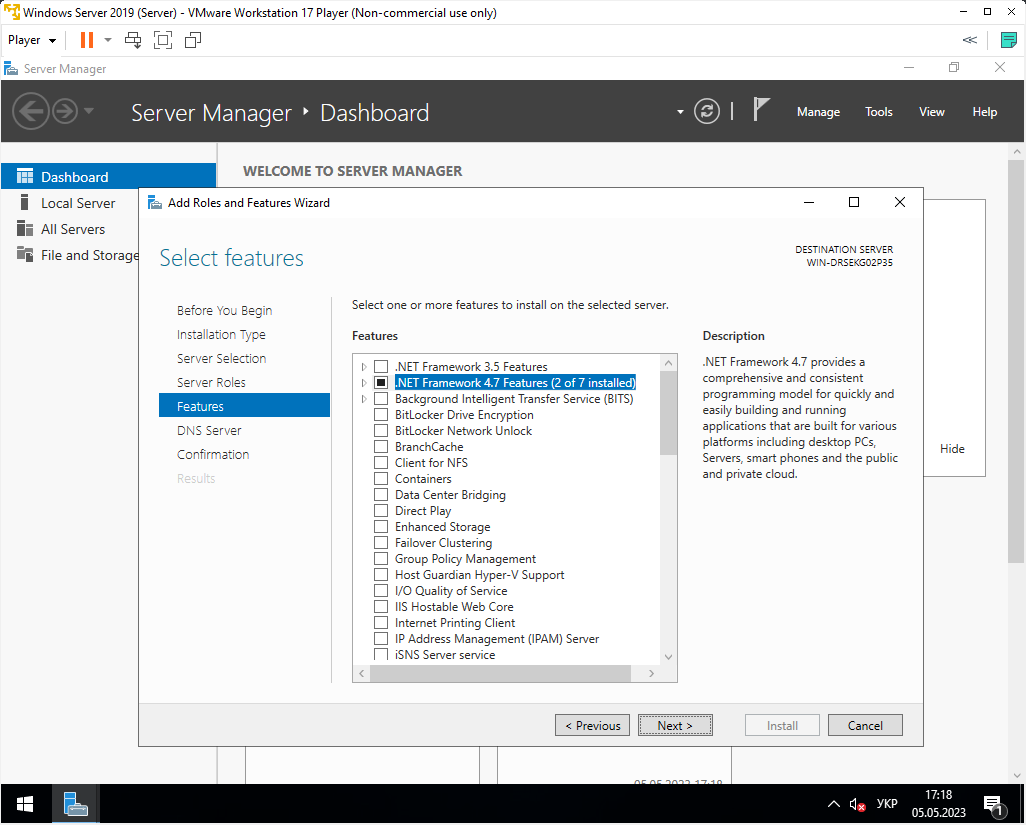 Windows Server 2019 (Server) - VMware Workstation 17 Player (Non-commercial use only)
Player
Server Manager
Server Manager Dashboard
Manage Tools View Help
Dashboard
Local Server
All Servers
File and Storage
WELCOME TO SERVER MANAGER
Add Roles and Features Wizard
Select features
DESTINATION SERVER
WIN-DRSEKG02P35
Before You Begin
Installation Type
Server Selection
Server Roles
Features
DNS Server
Confirmation
Results
Select one or more features to install on the selected server.
Features
.NET Framework 3.5 Features
.NET Framework 4.7 Features (2 of 7 installed)
Background Intelligent Transfer Service (BITS)
BitLocker Drive Encryption
BitLocker Network Unlock
BranchCache
Client for NFS
Containers
Data Center Bridging
Direct Play
Enhanced Storage
Failover Clustering
Group Policy Management
Host Guardian Hyper-V Support
I/O Quality of Service
IIS Hostable Web Core
Internet Printing Client
IP Address Management (IPAM) Server
iSNS Server service
Description
.NET Framework 4.7 provides a
comprehensive and consistent
programming model for quickly and
easily building and running
applications that are built for various
platforms including desktop PCs,
Servers, smart phones and the public
and private cloud.
Hide
< Previous
Next >
Install
Cancel
05.05.2023 17:18
УКР
17:18
05.05.2023
1